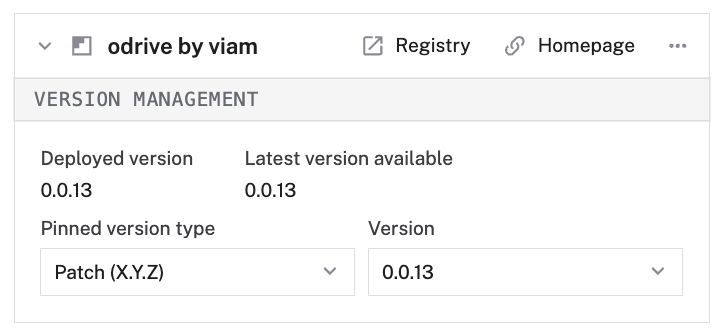 odrive by viam Registry Homepage
VERSION MANAGEMENT
Deployed version Latest version available
0.0.13 0.0.13
Pinned version type Version
Patch (X.Y.Z) 0.0.13